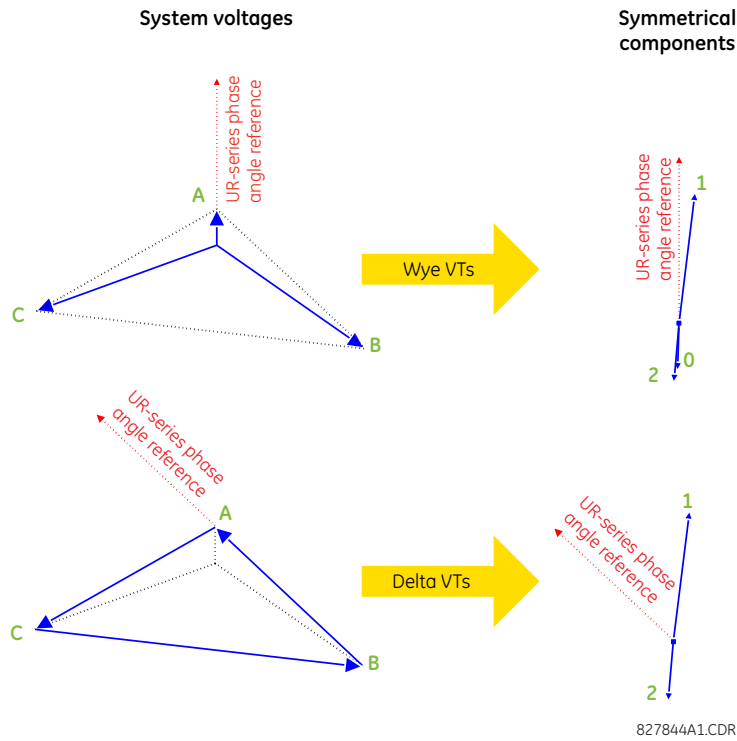 System voltages
Symmetrical
components
UR-series phase
angle reference
A
C
B
Wye VTs
UR-series phase
angle reference
1
2
0
UR-series phase
angle reference
A
C
B
Delta VTs
UR-series phase
angle reference
1
2
827844A1.CDR